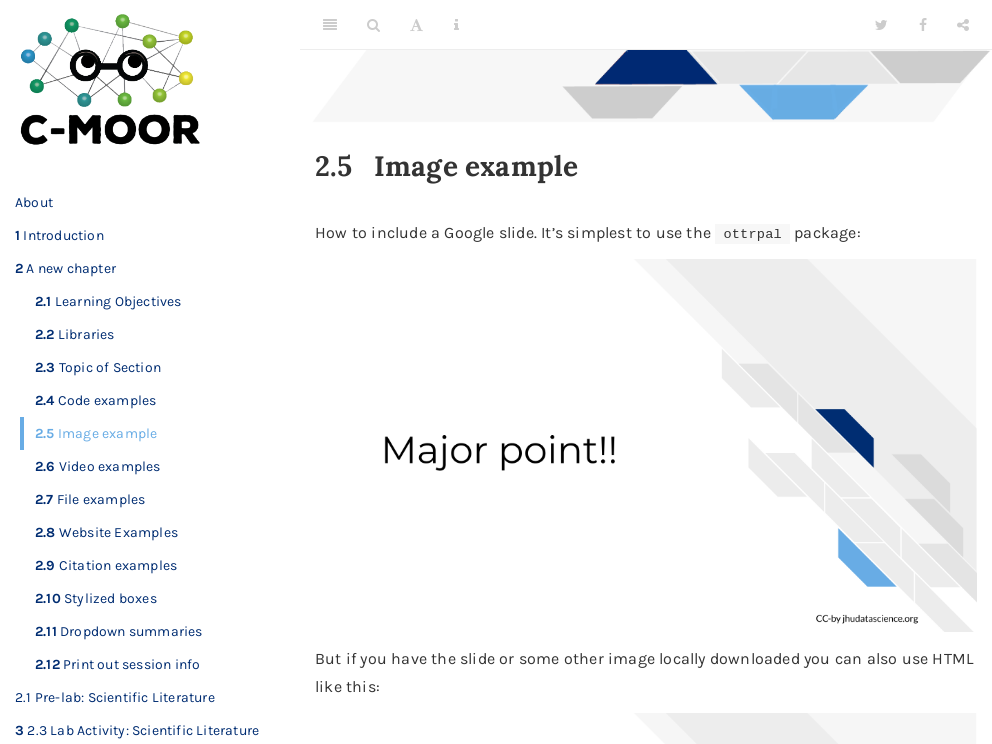 C-MOOR
About
1 Introduction
2 A new chapter
2.1 Learning Objectives
2.2 Libraries
2.3 Topic of Section
2.4 Code examples
2.5 Image example
2.6 Video examples
2.7 File examples
2.8 Website Examples
2.9 Citation examples
2.10 Stylized boxes
2.11 Dropdown summaries
2.12 Print out session info
2.1 Pre-lab: Scientific Literature
3 2.3 Lab Activity: Scientific Literature
2.5 Image example
How to include a Google slide. It’s simplest to use the ottrpal package:
Major point!!
CC-by jhudatascience.org
But if you have the slide or some other image locally downloaded you can also use HTML
like this: